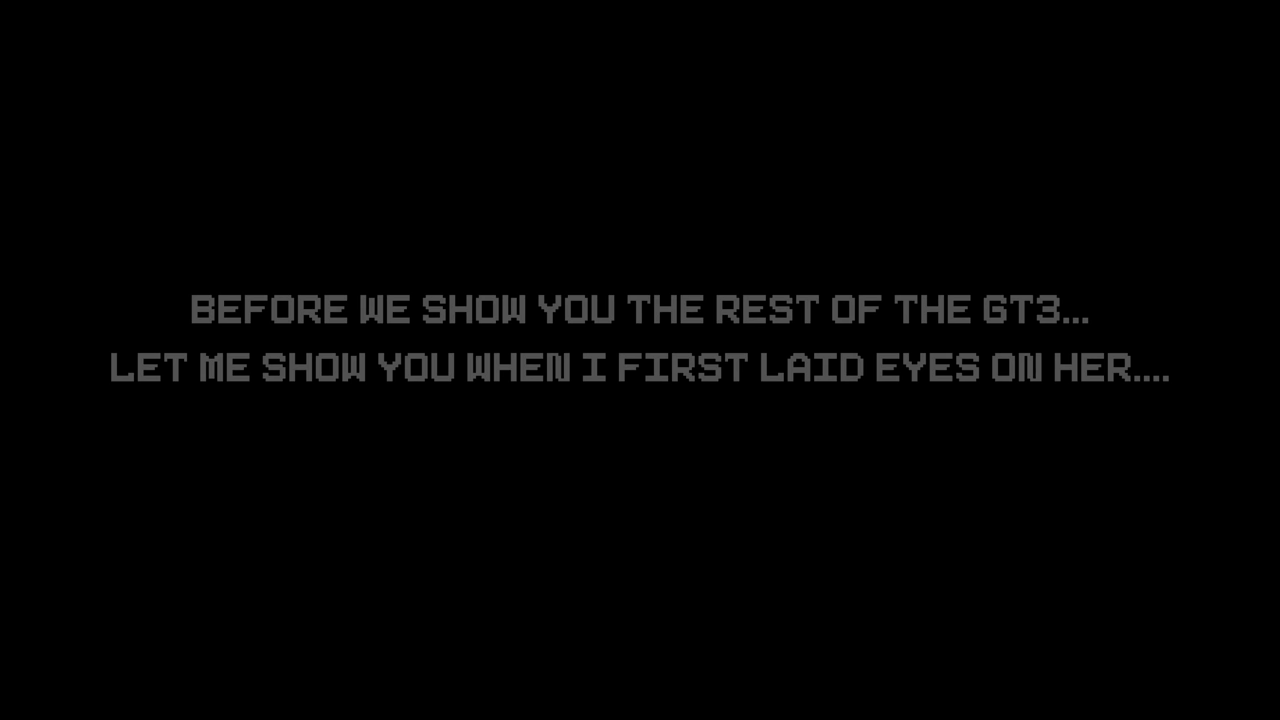 BEFORE WE SHOW YOU THE REST OF THE GT3...
LET ME SHOW YOU WHEN I FIRST LAID EYES ON HER....